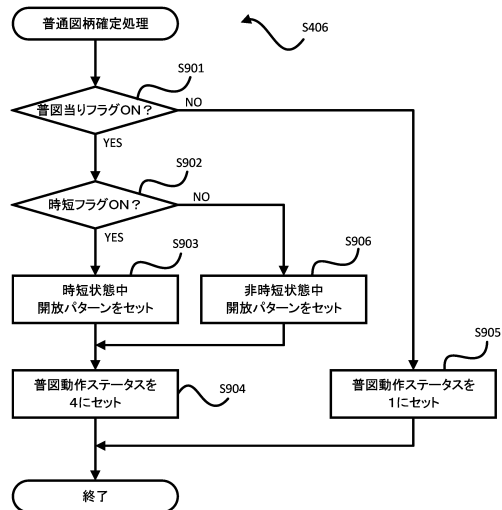 普通図柄確定処理
S406
S901
普図当りフラグON？
NO
YES
S902
時短フラグON？
NO
YES
S903
S906
時短状態中
開放パターンをセット
非時短状態中
開放パターンをセット
S905
普図動作ステータスを
4にセット
S904
普図動作ステータスを
1にセット
終了